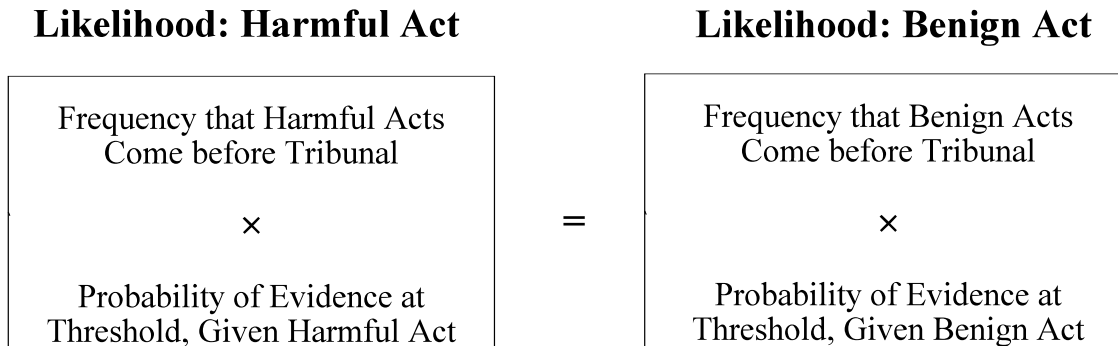 Likelihood: Harmful Act
Frequency that Harmful Acts
Come before Tribunal
×
Probability of Evidence at
Threshold, Given Harmful Act
=
Likelihood: Benign Act
Frequency that Benign Acts
Come before Tribunal
×
Probability of Evidence at
Threshold, Given Benign Act